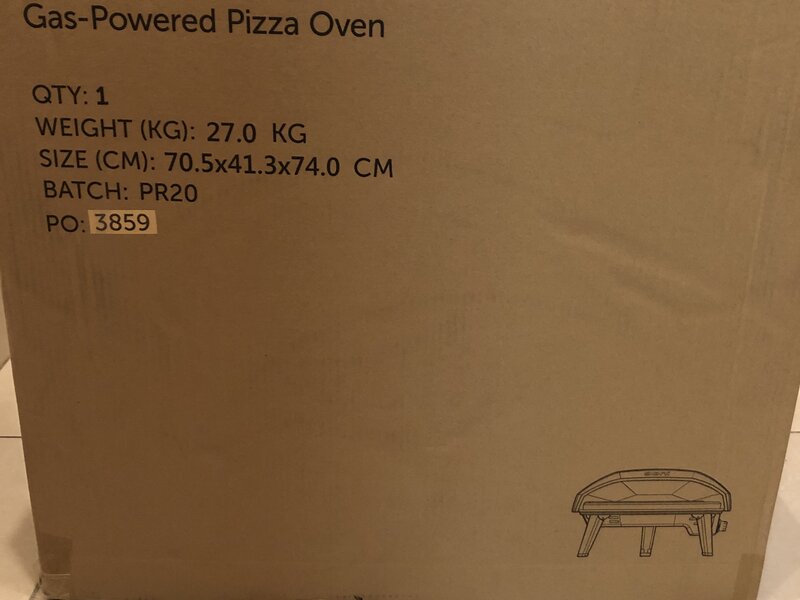 Gas-Powered Pizza Oven
QTY: 1
WEIGHT (KG): 27.0 KG
SIZE (CM): 70.5x41.3x74.0 CM
BATCH: PR20
PO: 3859